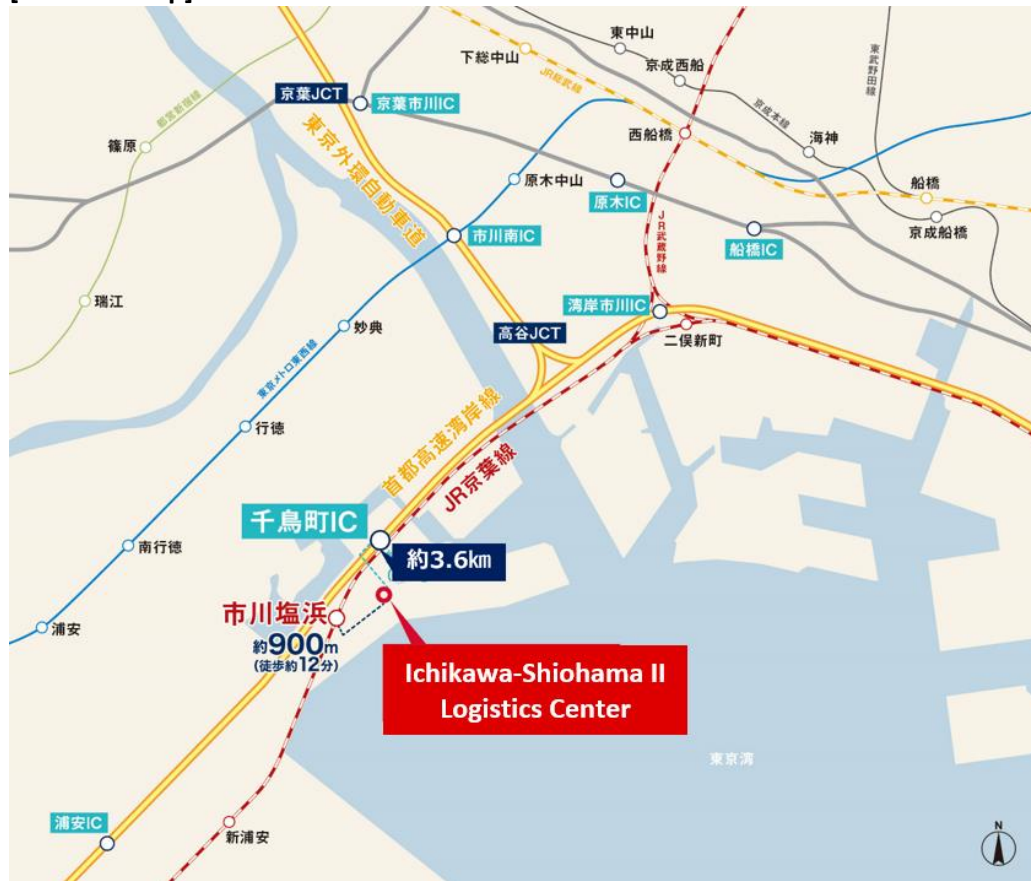 東中山
下総中山
京成西船
JR総武線
東武野田線
京葉JCT
京葉市川IC
都営新宿線
京成本線
海神
西船橋
篠原
東京外環自動車道
原木中山
原木IC
船橋
市川南IC
JR武蔵野線
船橋IC
京成船橋
瑞江
湾岸市川IC
妙典
高谷JCT
二俣新町
東京メトロ東西線
行徳
首都高速湾岸線
JR京葉線
千鳥町IC
南行徳
約3.6㎞
市川塩浜
浦安
約900m
(徒歩約12分)
Ichikawa-Shiohama II
Logistics Center
東京湾
浦安IC
新浦安
N